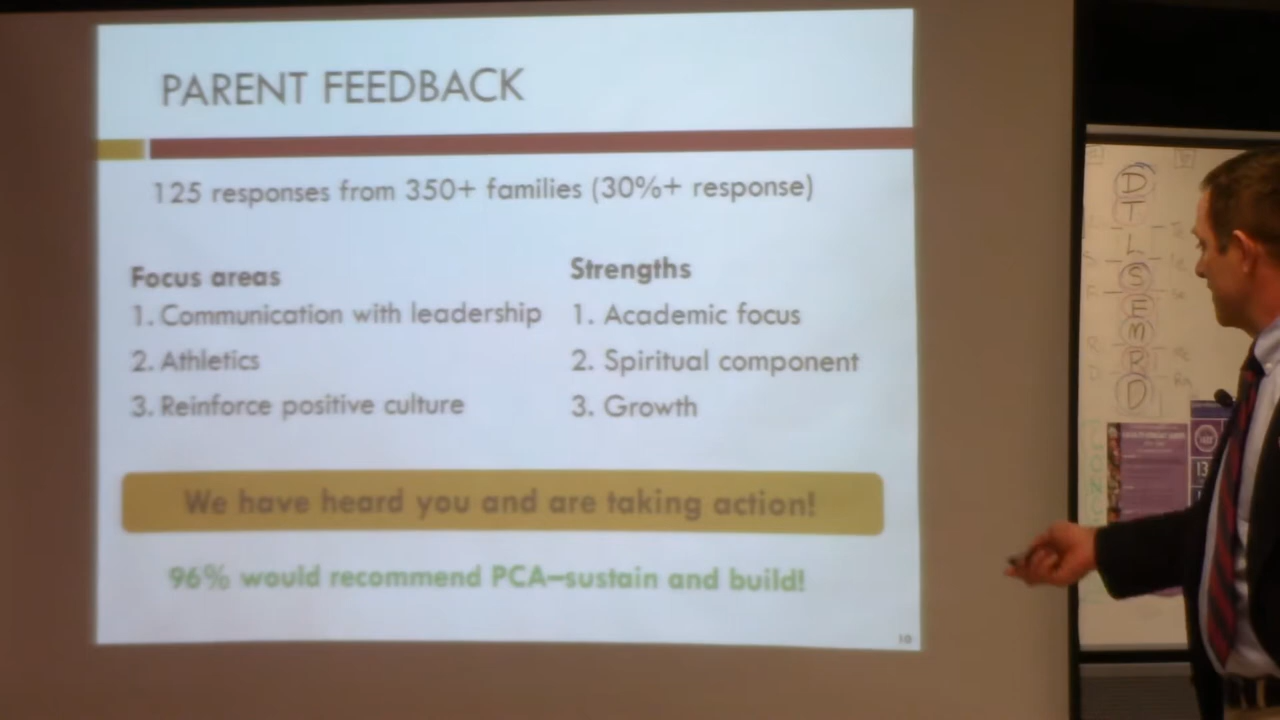 PARENT FEEDBACK
125 responses from 350+ families (30%+ response)
Focus areas
1. Communication with leadership
2. Athletics
3. Reinforce positive culture
Strengths
1. Academic focus
2. Spiritual component
3. Growth
We have heard you and are taking action!
96% would recommend PCA–sustain and build!
10
D
T
L
S
F
M
R
D
13